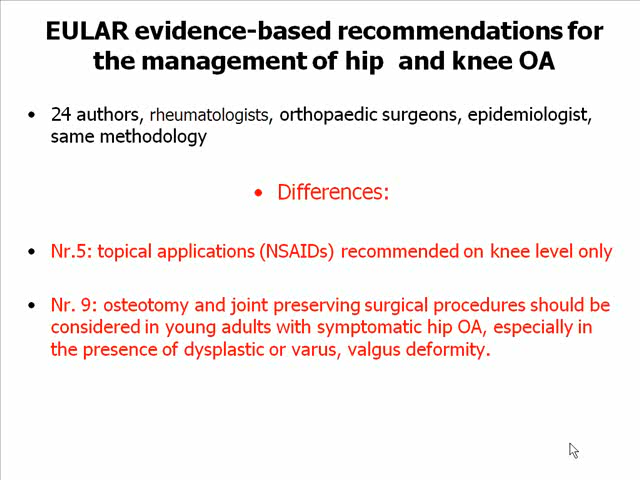 EULAR evidence-based recommendations for
the management of hip and knee OA
• 24 authors, rheumatologists, orthopaedic surgeons, epidemiologist,
same methodology
• Differences:
• Nr.5: topical applications (NSAIDs) recommended on knee level only
• Nr. 9: osteotomy and joint preserving surgical procedures should be
considered in young adults with symptomatic hip OA, especially in
the presence of dysplastic or varus, valgus deformity.